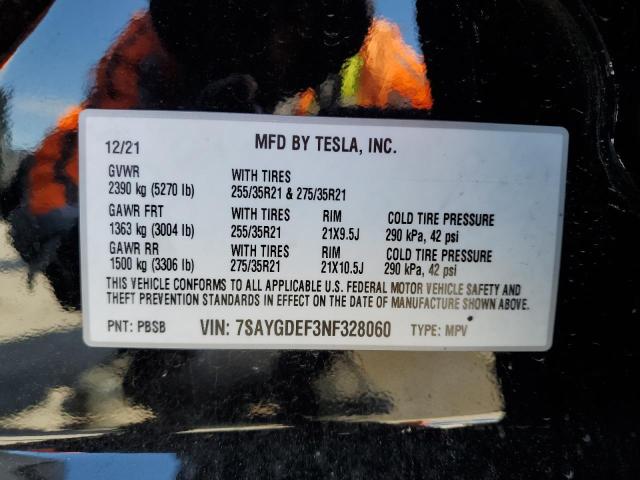 12/21 MFD BY TESLA, INC.
GVWR WITH TIRES
2390 kg (5270 lb) 255/35R21 & 275/35R21
GAWR FRT WITH TIRES RIM COLD TIRE PRESSURE
1363 kg (3004 lb) 255/35R21 21X9.5J 290 kPa, 42 psi
GAWR RR WITH TIRES RIM COLD TIRE PRESSURE
1500 kg (3306 lb) 275/35R21 21X10.5J 290 kPa, 42 psi
THIS VEHICLE CONFORMS TO ALL APPLICABLE U.S. FEDERAL MOTOR VEHICLE SAFETY AND
THEFT PREVENTION STANDARDS IN EFFECT ON THE DATE OF MANUFACTURE SHOWN ABOVE.
PNT: PBSB VIN: 7SAYGDEF3NF328060 TYPE: MPV